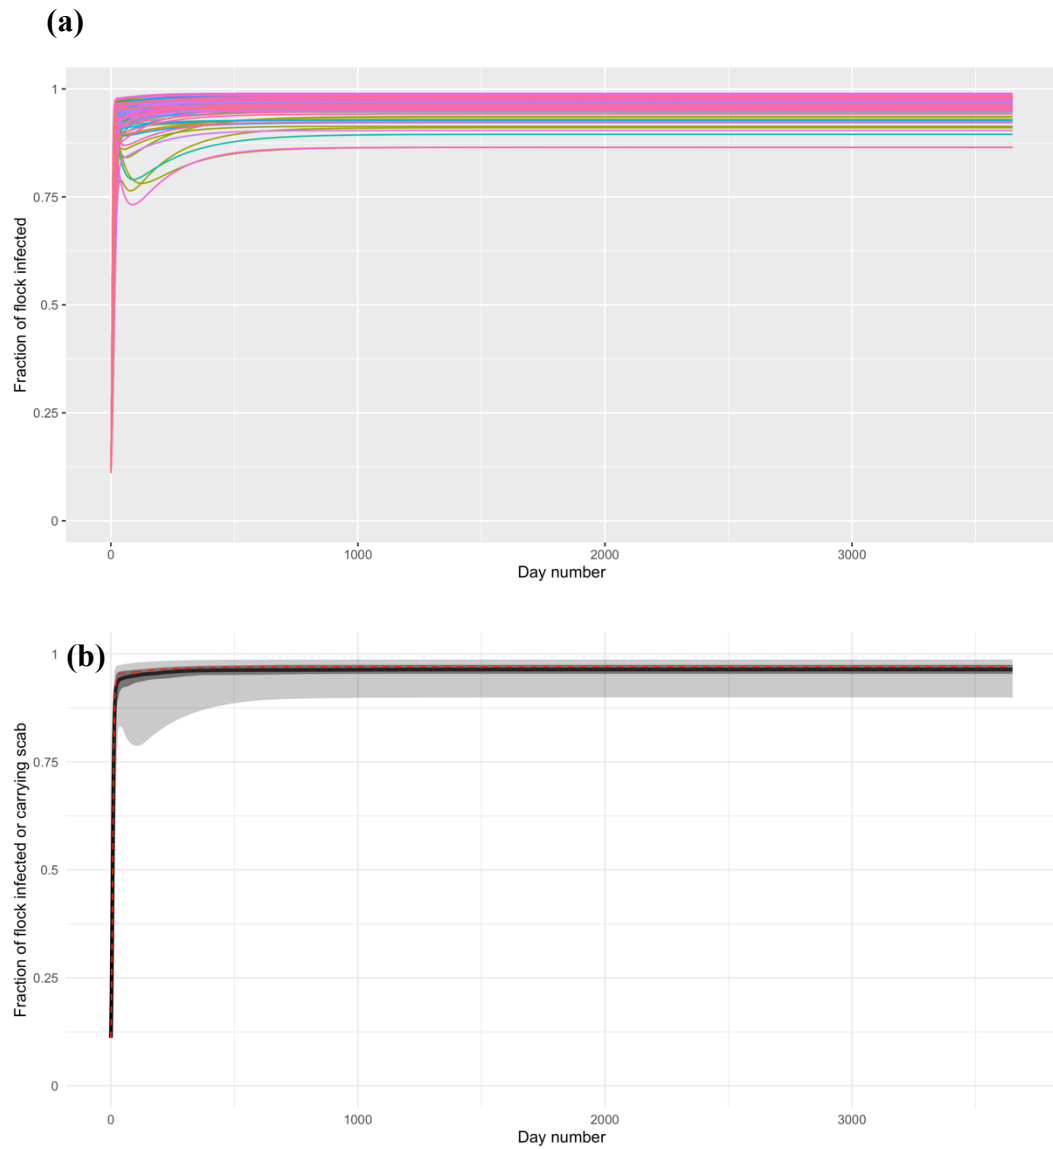 (a)
Fraction of flock infected
1
0.75
0.5
0.25
0
0 1000 2000 3000
Day number
(b)
Fraction of flock infected or carrying scab
1
0.75
0.5
0.25
0
0 1000 2000 3000
Day number